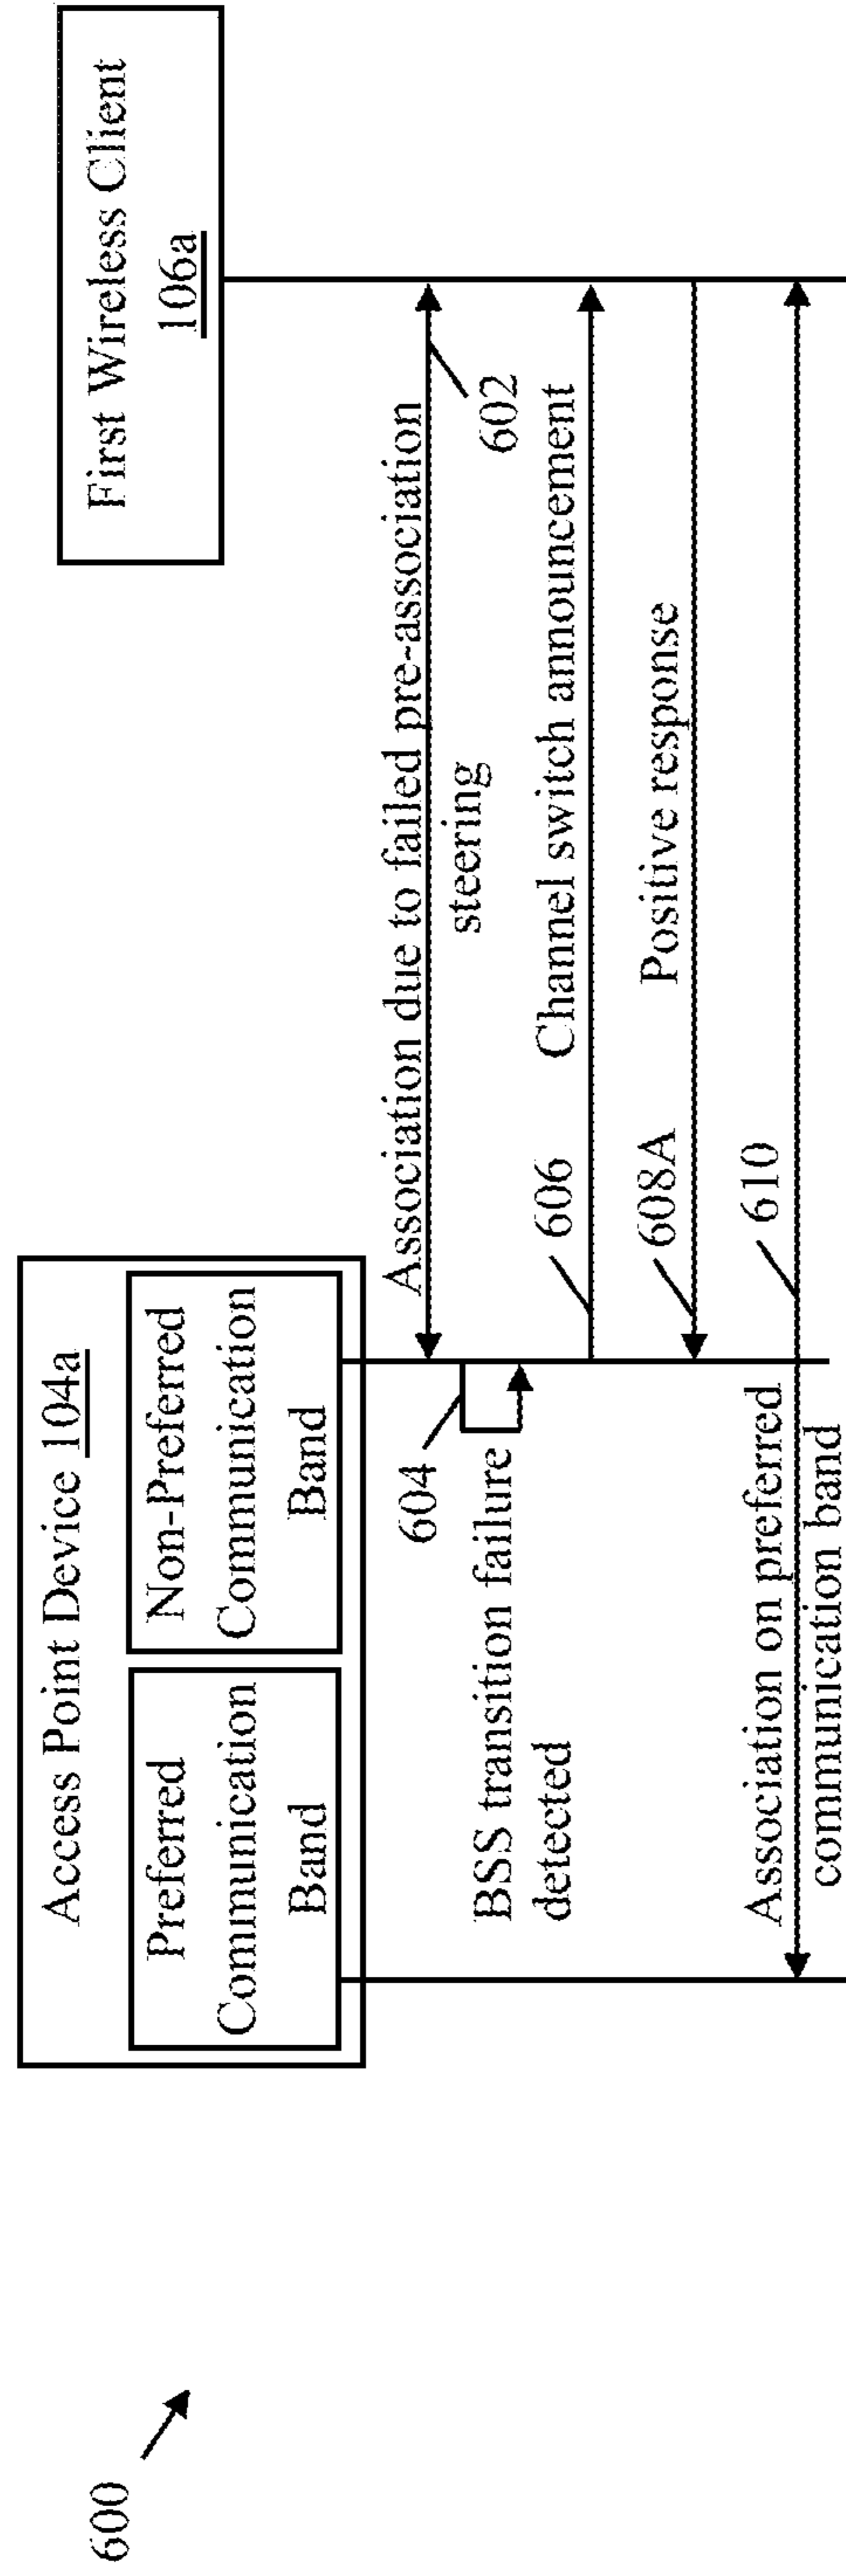 600
Access Point Device 104a
Preferred
Communication
Band
Non-Preferred
Communication
Band
First Wireless Client
106a
Association due to failed pre-association
steering
602
604
BSS transition failure
detected
606
Channel switch announcement
608A
Positive response
610
Association on preferred
communication band